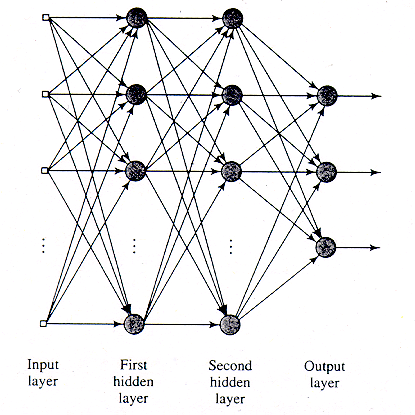 Input
layer
First
hidden
layer
Second
hidden
layer
Output
layer